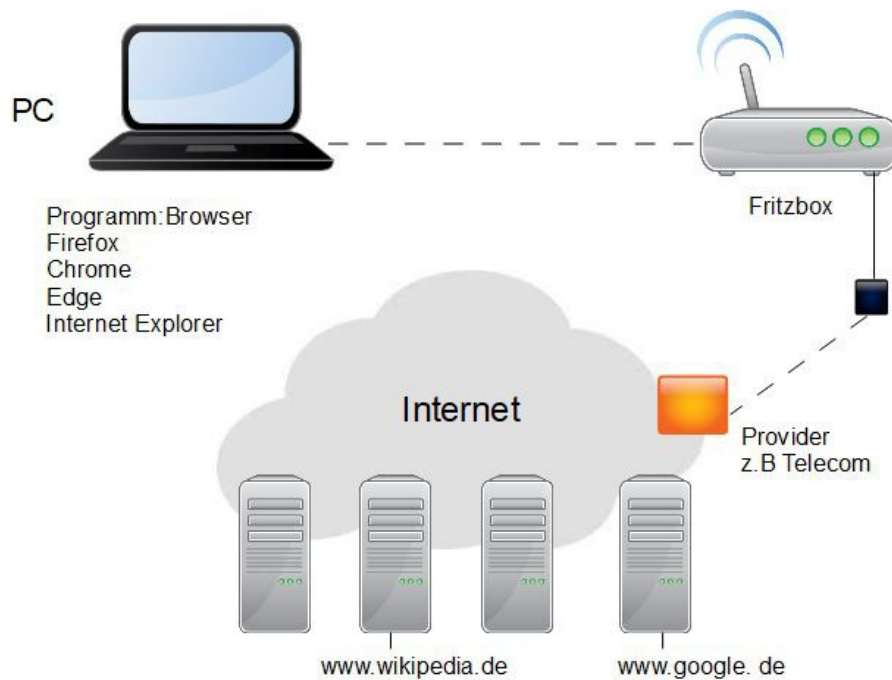 PC
Programm:Browser
Firefox
Chrome
Edge
Internet Explorer
Fritzbox
Internet
Provider
z.B Telecom
www.wikipedia.de
www.google. de